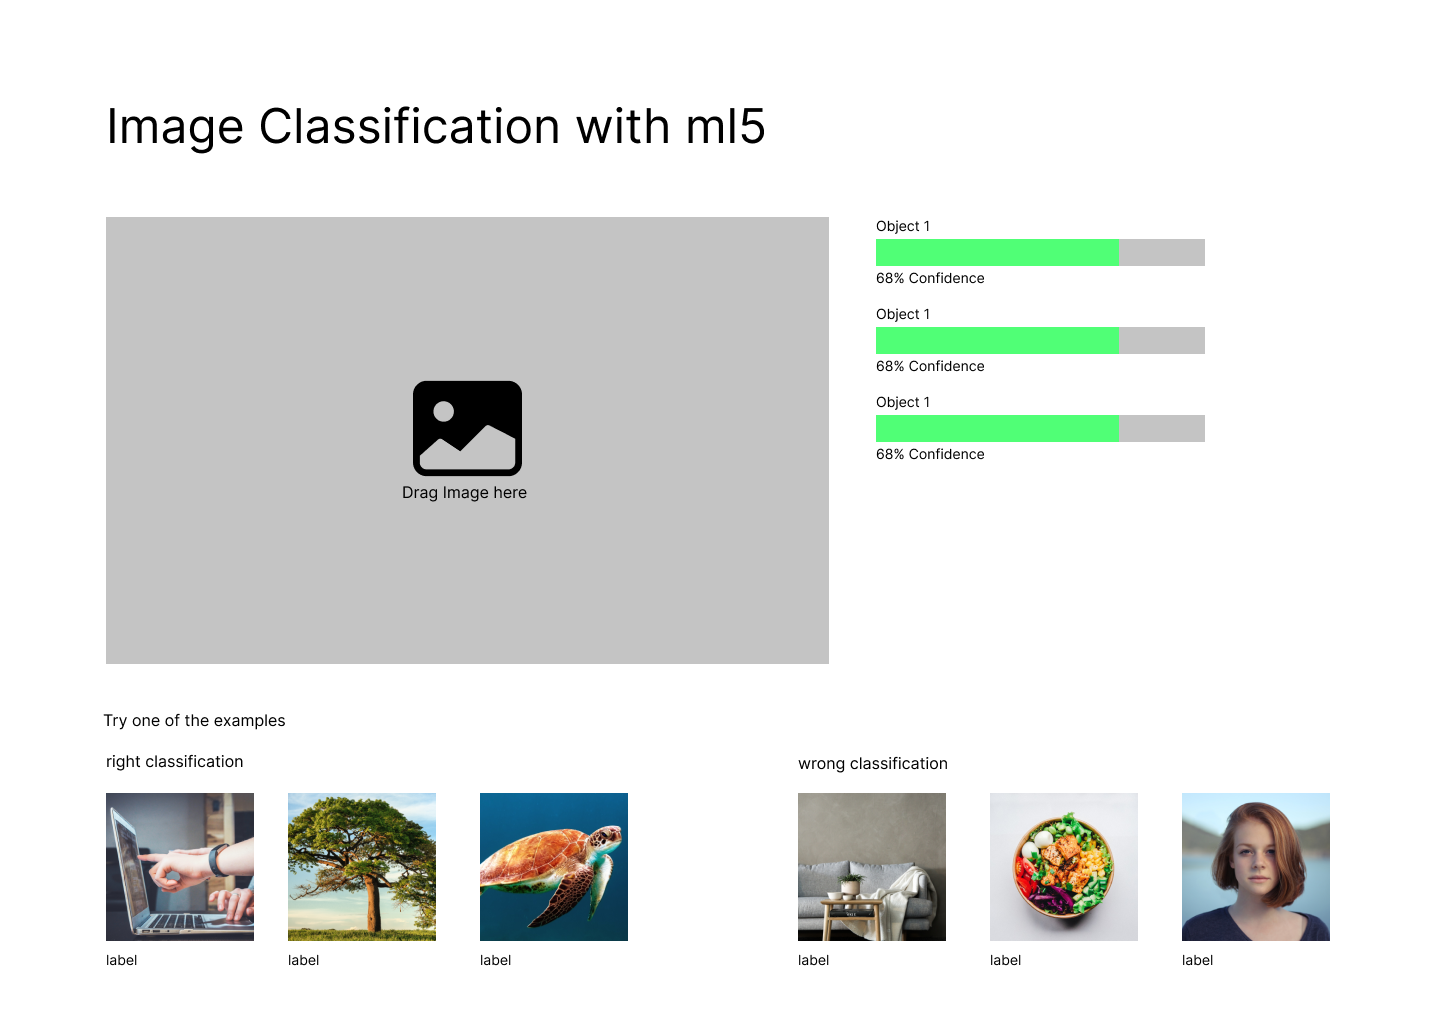 Image Classification with ml5
Object 1
68% Confidence
Object 1
68% Confidence
Object 1
68% Confidence
Drag Image here
Try one of the examples
right classification
wrong classification
label
label
label
label
label
label